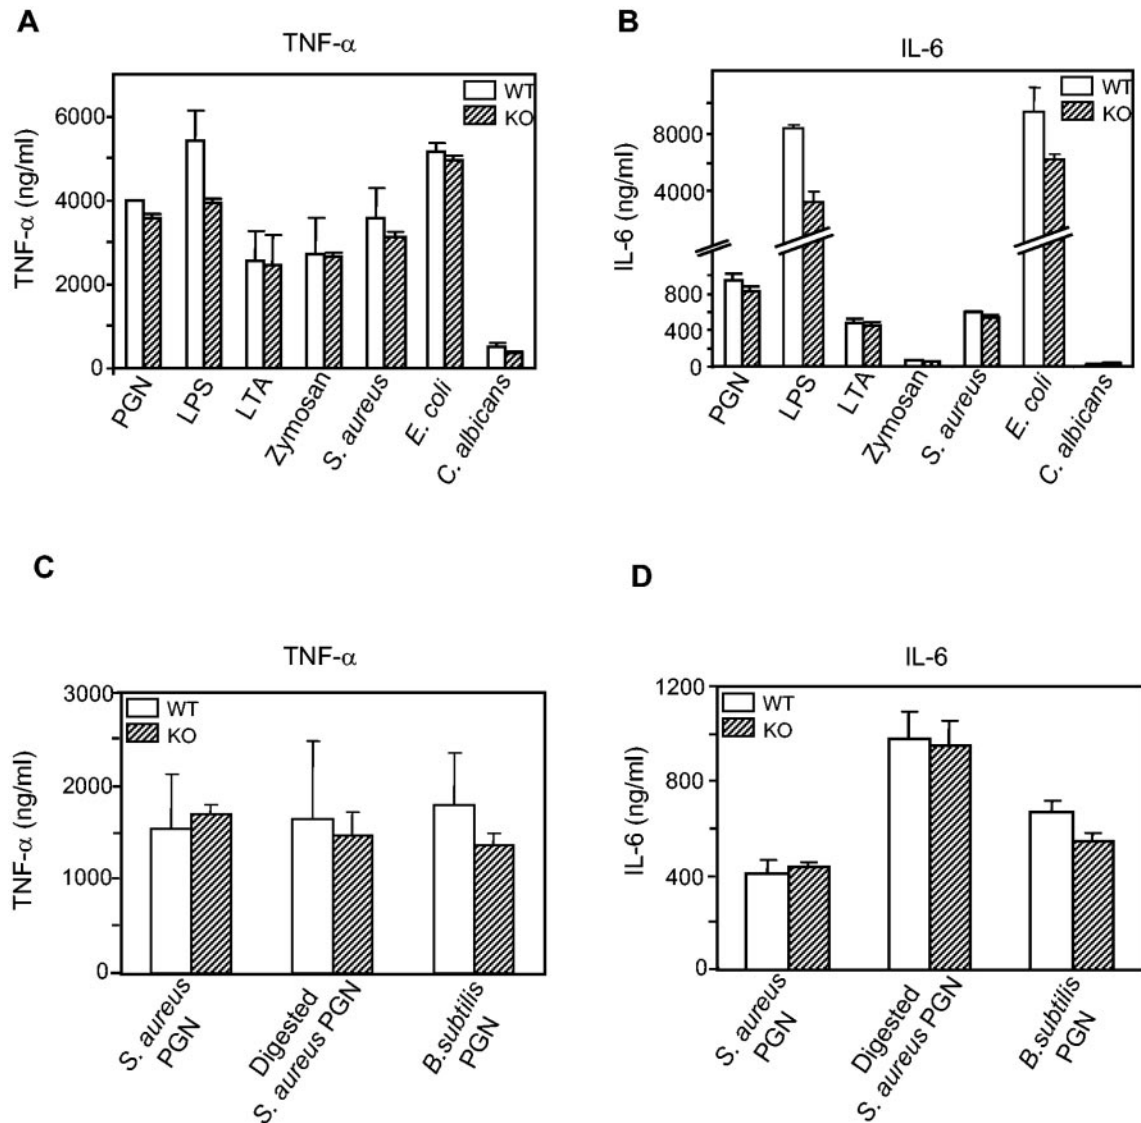 A
TNF-α
TNF-α (ng/ml)
6000
4000
2000
0
WT
KO
PGN
LPS
LTA
Zymosan
S. aureus
E. coli
C. albicans
B
IL-6
IL-6 (ng/ml)
8000
4000
800
400
0
WT
KO
PGN
LPS
LTA
Zymosan
S. aureus
E. coli
C. albicans
C
TNF-α
TNF-α (ng/ml)
3000
2000
1000
0
WT
KO
S. aureus
PGN
Digested
S. aureus PGN
B.subtilis
PGN
D
IL-6
IL-6 (ng/ml)
1200
800
400
0
WT
KO
S. aureus
PGN
Digested
S. aureus PGN
B.subtilis
PGN